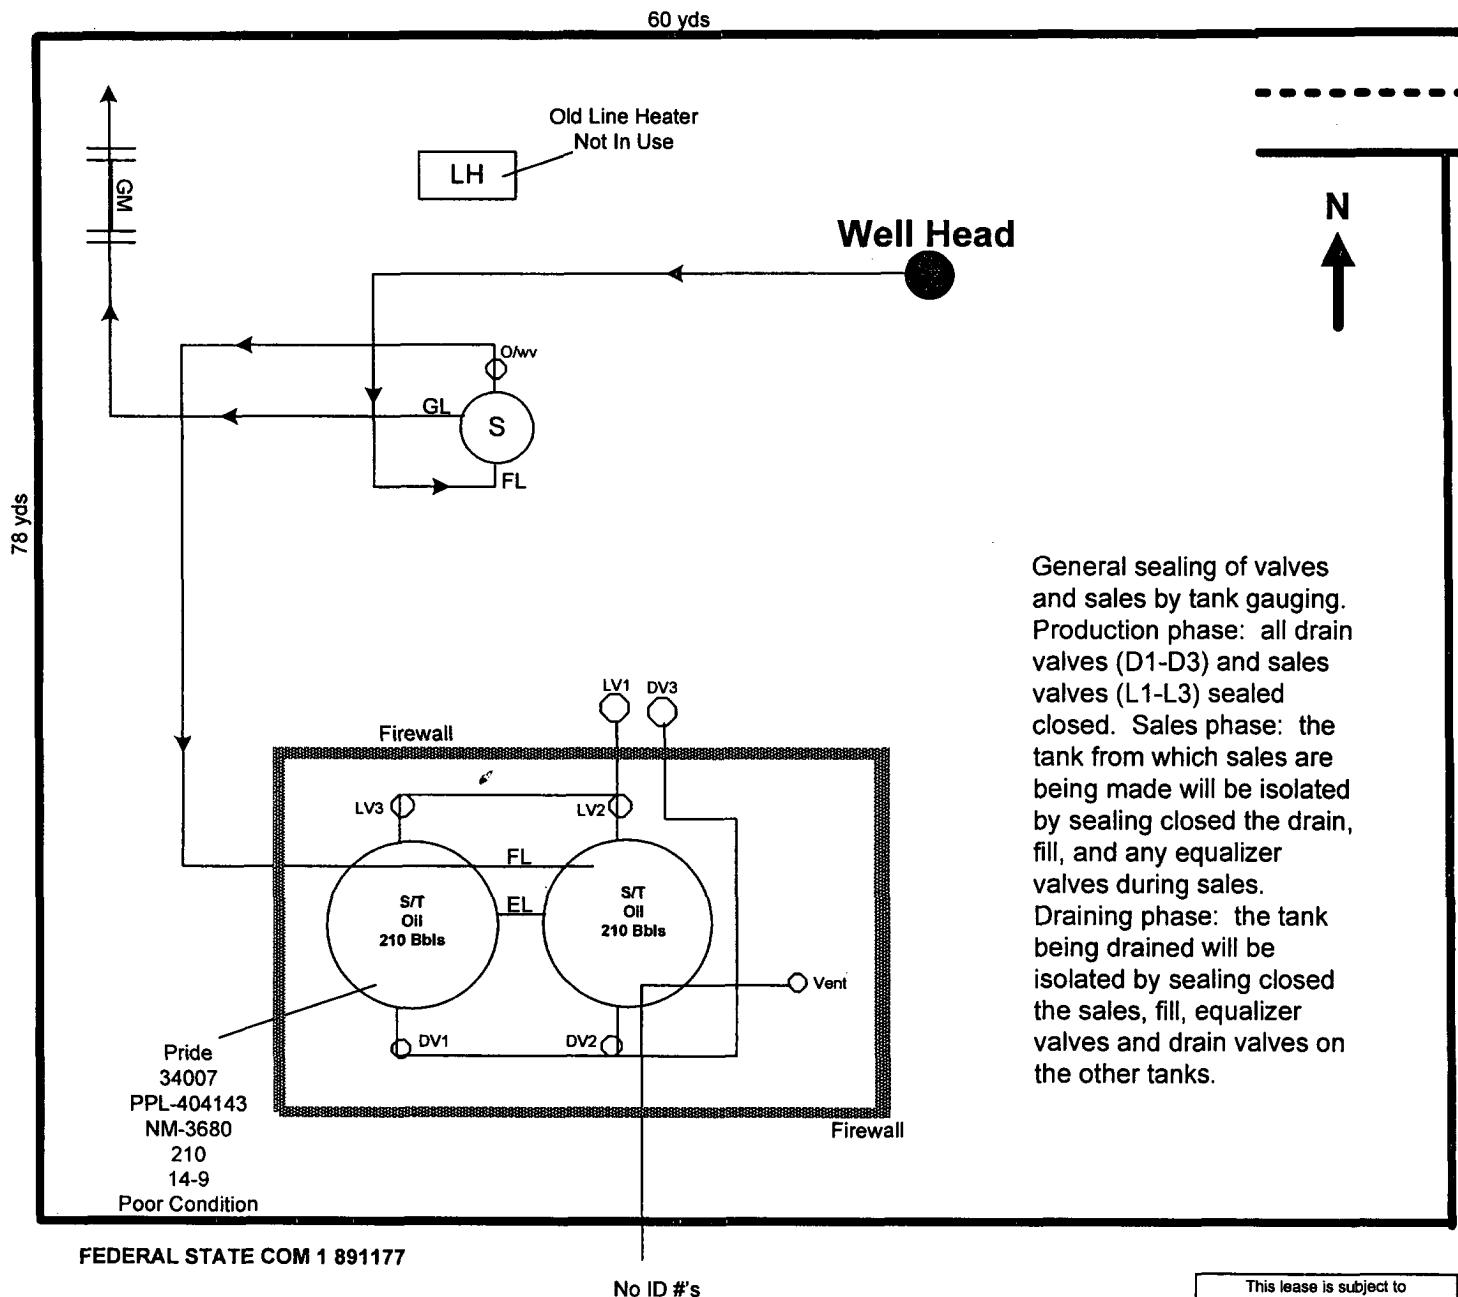 60 yds
Old Line Heater
Not In Use
LH
GM
N
Well Head
O/wv
GL
S
FL
78 yds
General sealing of valves
and sales by tank gauging.
Production phase: all drain
valves (D1-D3) and sales
valves (L1-L3) sealed
closed. Sales phase: the
tank from which sales are
being made will be isolated
by sealing closed the drain,
fill, and any equalizer
valves during sales.
Draining phase: the tank
being drained will be
isolated by sealing closed
the sales, fill, equalizer
valves and drain valves on
the other tanks.
LV1
DV3
Firewall
LV3
LV2
FL
EL
S/T
Oil
210 Bbls
S/T
Oil
210 Bbls
Vent
DV1
DV2
Pride
34007
PPL-404143
NM-3680
210
14-9
Poor Condition
Firewall
FEDERAL STATE COM 1 891177
No ID #'s
This lease is subject to